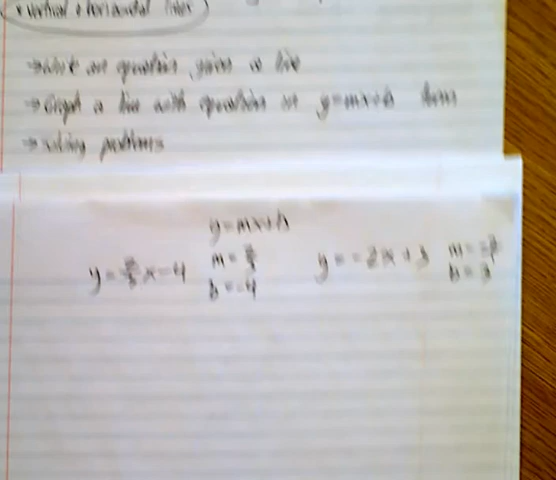 vertical & horizontal lines
→ write an equation given a line
→ Graph a line with equation in y=mx+b form
→ solving problems
y=mx+b
y = x-4 m = y = -2x + 3 m =
b = -4 b = 3